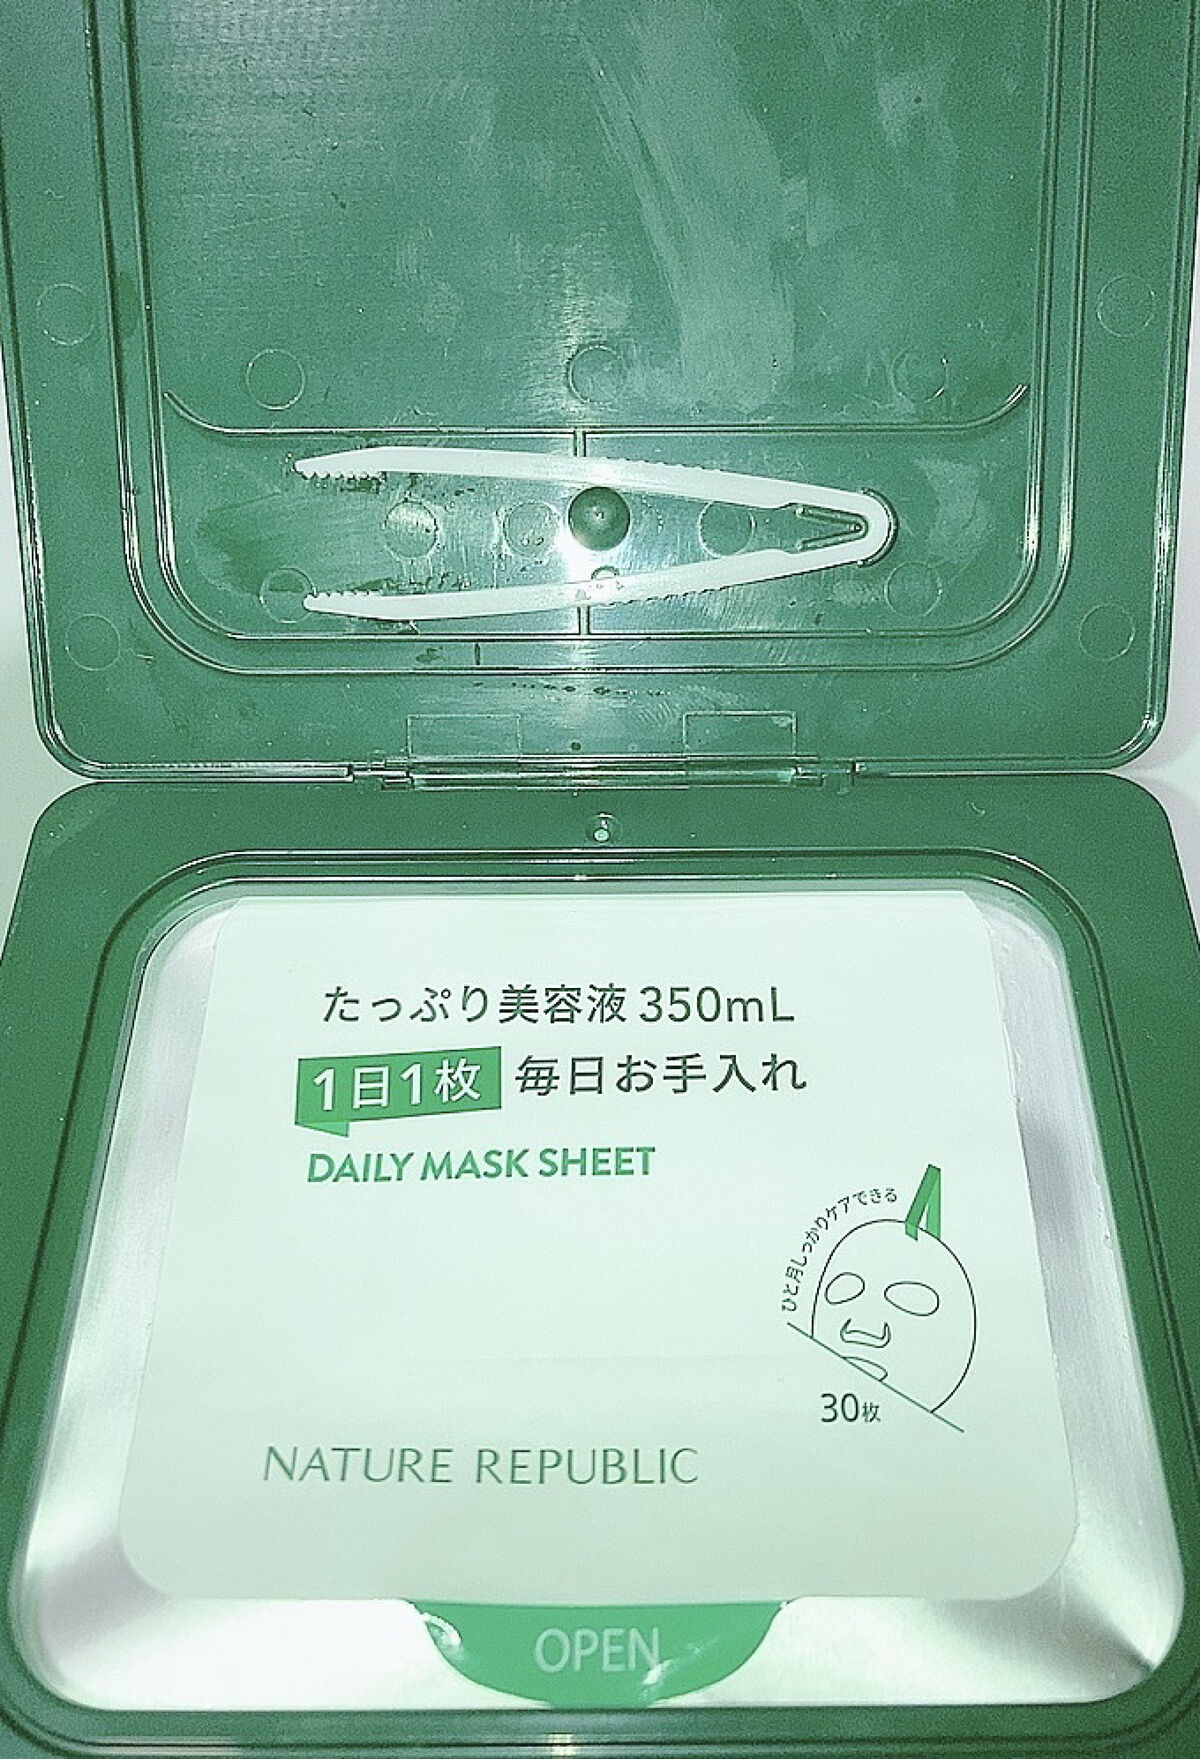 たっぷり美容液 350mL
1日1枚 毎日お手入れ
DAILY MASK SHEET
ひと月しっかりケアできる
30枚
NATURE REPUBLIC
OPEN